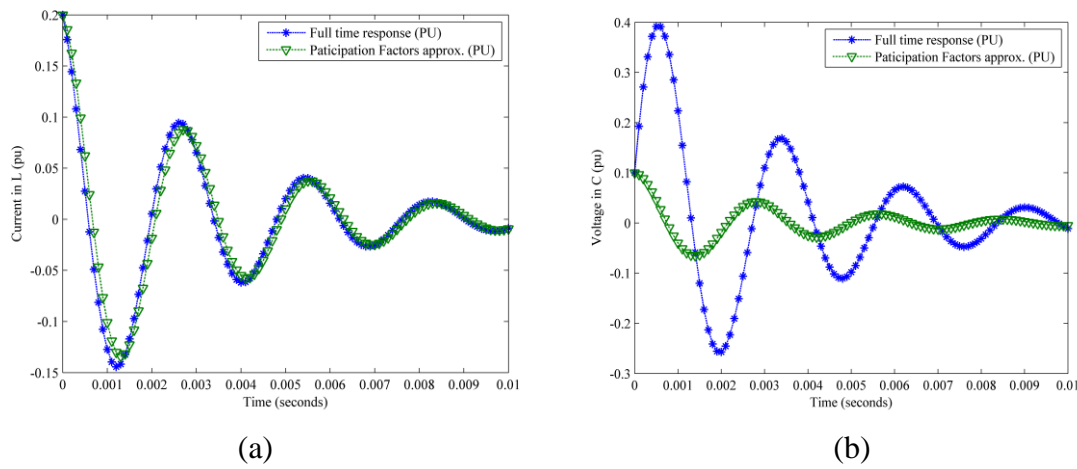 0.2
0.15
0.1
0.05
0
-0.05
-0.1
-0.15
Current in L (pu)
Full time response (PU)
Paticipation Factors approx. (PU)
0 0.001 0.002 0.003 0.004 0.005 0.006 0.007 0.008 0.009 0.01
Time (seconds)
(a)
0.4
0.3
0.2
0.1
0
-0.1
-0.2
-0.3
Voltage in C (pu)
Full time response (PU)
Paticipation Factors approx. (PU)
0 0.001 0.002 0.003 0.004 0.005 0.006 0.007 0.008 0.009 0.01
Time (seconds)
(b)